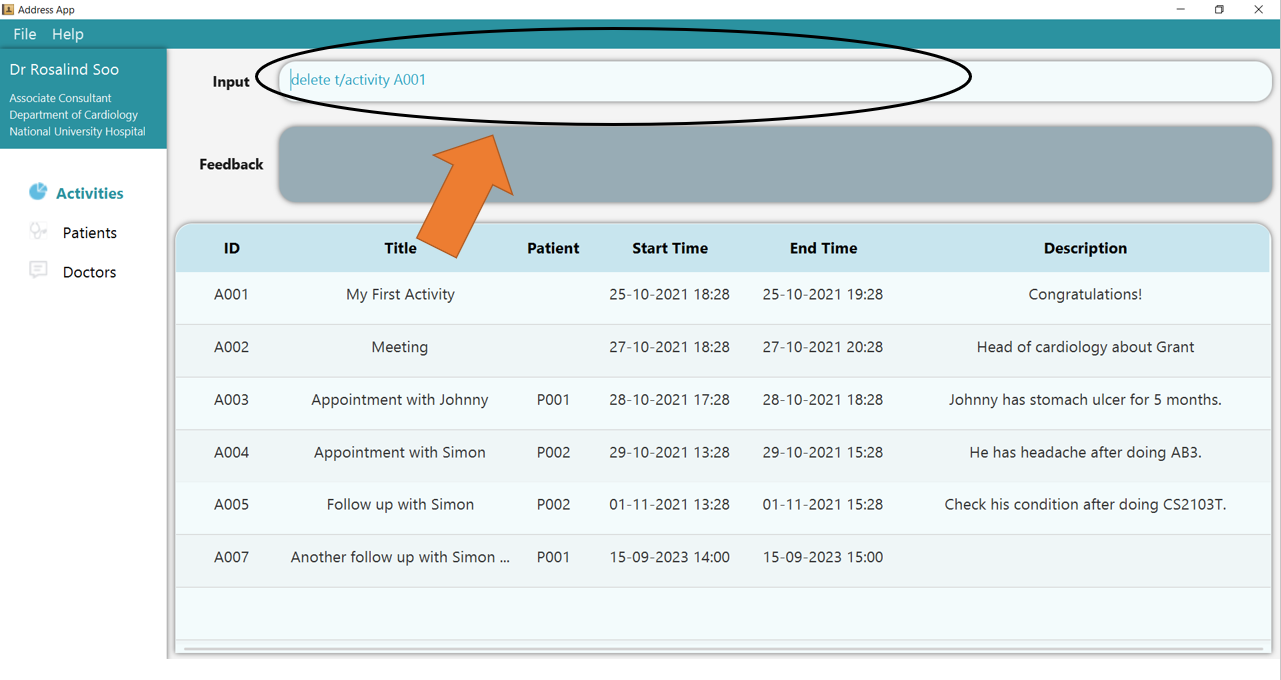 Address App
File Help
Dr Rosalind Soo
Associate Consultant
Department of Cardiology
National University Hospital
Activities
Patients
Doctors
Input delete t/activity A001
Feedback
ID Title Patient Start Time End Time Description
A001 My First Activity 25-10-2021 18:28 25-10-2021 19:28 Congratulations!
A002 Meeting 27-10-2021 18:28 27-10-2021 20:28 Head of cardiology about Grant
A003 Appointment with Johnny P001 28-10-2021 17:28 28-10-2021 18:28 Johnny has stomach ulcer for 5 months.
A004 Appointment with Simon P002 29-10-2021 13:28 29-10-2021 15:28 He has headache after doing AB3.
A005 Follow up with Simon P002 01-11-2021 13:28 01-11-2021 15:28 Check his condition after doing CS2103T.
A007 Another follow up with Simon ... P001 15-09-2023 14:00 15-09-2023 15:00